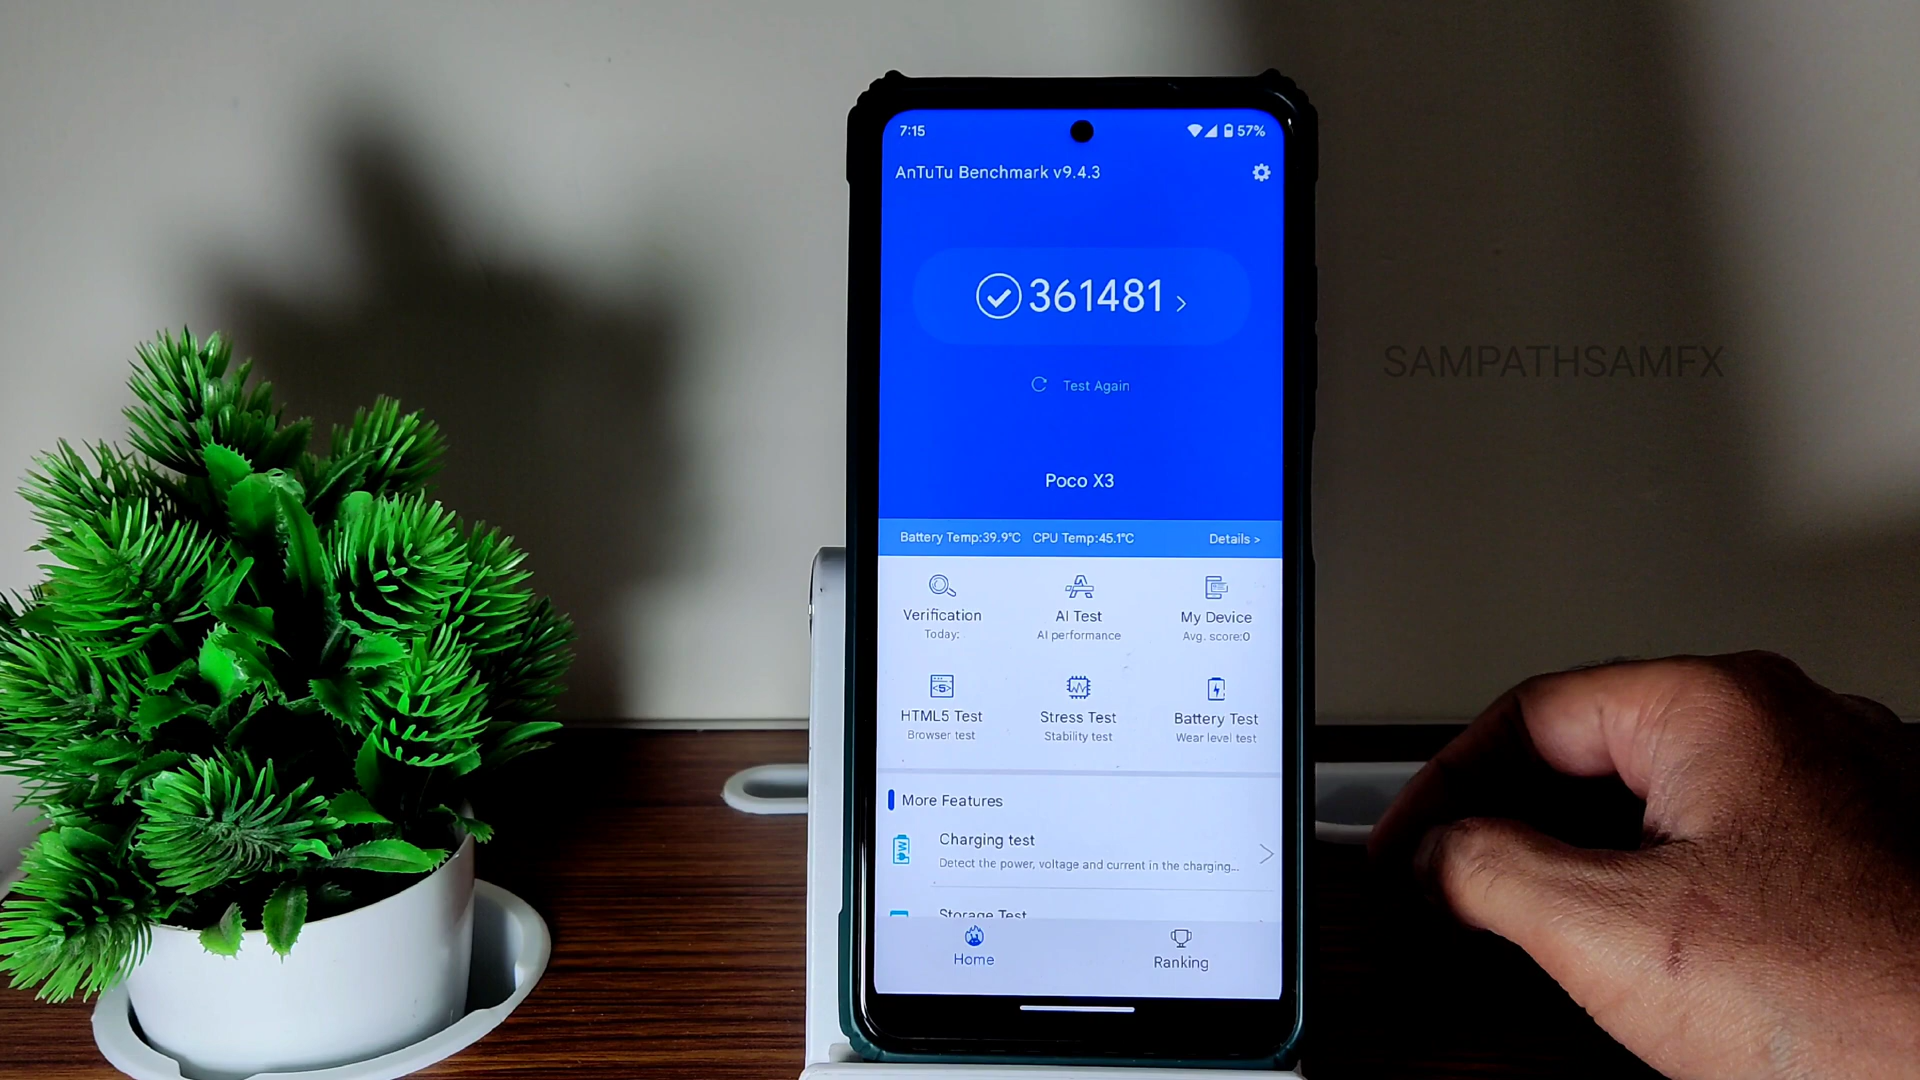 7:15
57%
AnTuTu Benchmark v9.4.3
361481 >
Test Again
SAMPATHSAMFX
Poco X3
Battery Temp:39.9°C CPU Temp:45.1°C Details >
Verification AI Test My Device
Today: AI performance Avg. score:0
HTML5 Test Stress Test Battery Test
Browser test Stability test Wear level test
More Features
Charging test
Detect the power, voltage and current in the charging...
Storage Test
Home Ranking